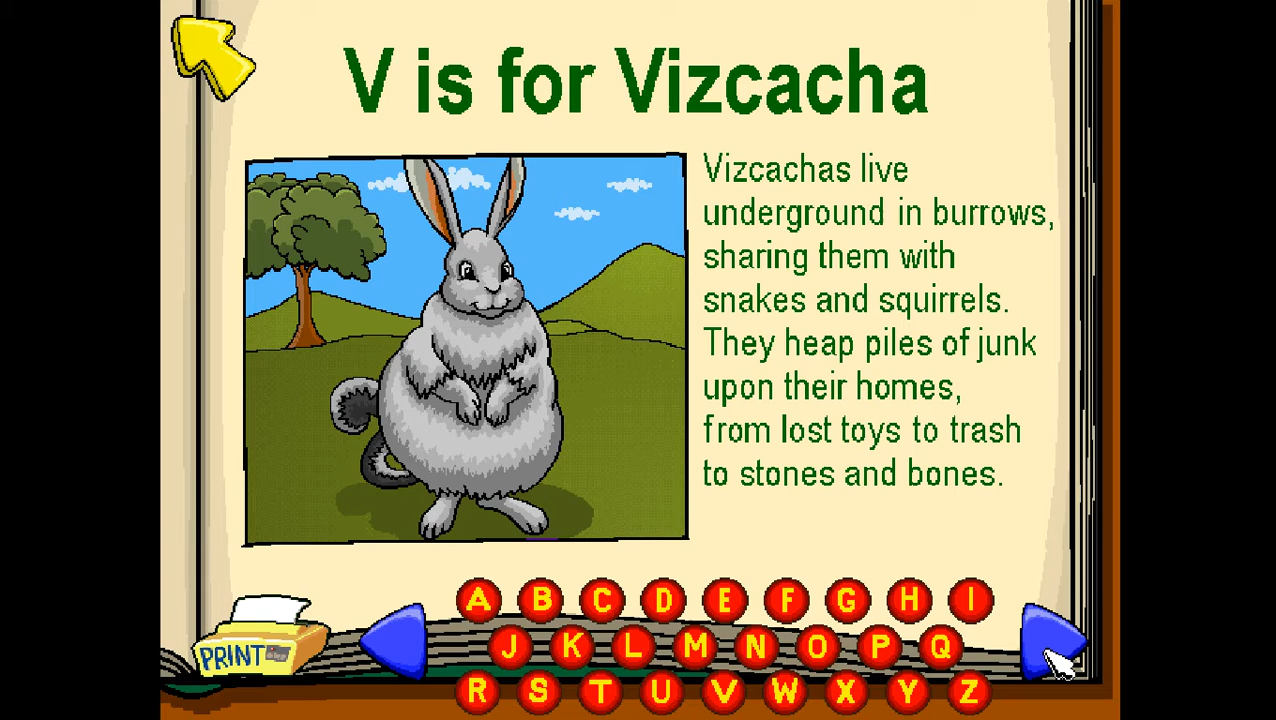 V is for Vizcacha
Vizcachas live
underground in burrows,
sharing them with
snakes and squirrels.
They heap piles of junk
upon their homes,
from lost toys to trash
to stones and bones.
PRINT
A B C D E F G H I
J K L M N O P Q
R S T U V W X Y Z